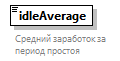 idleAverage
Средний заработок за
период простоя